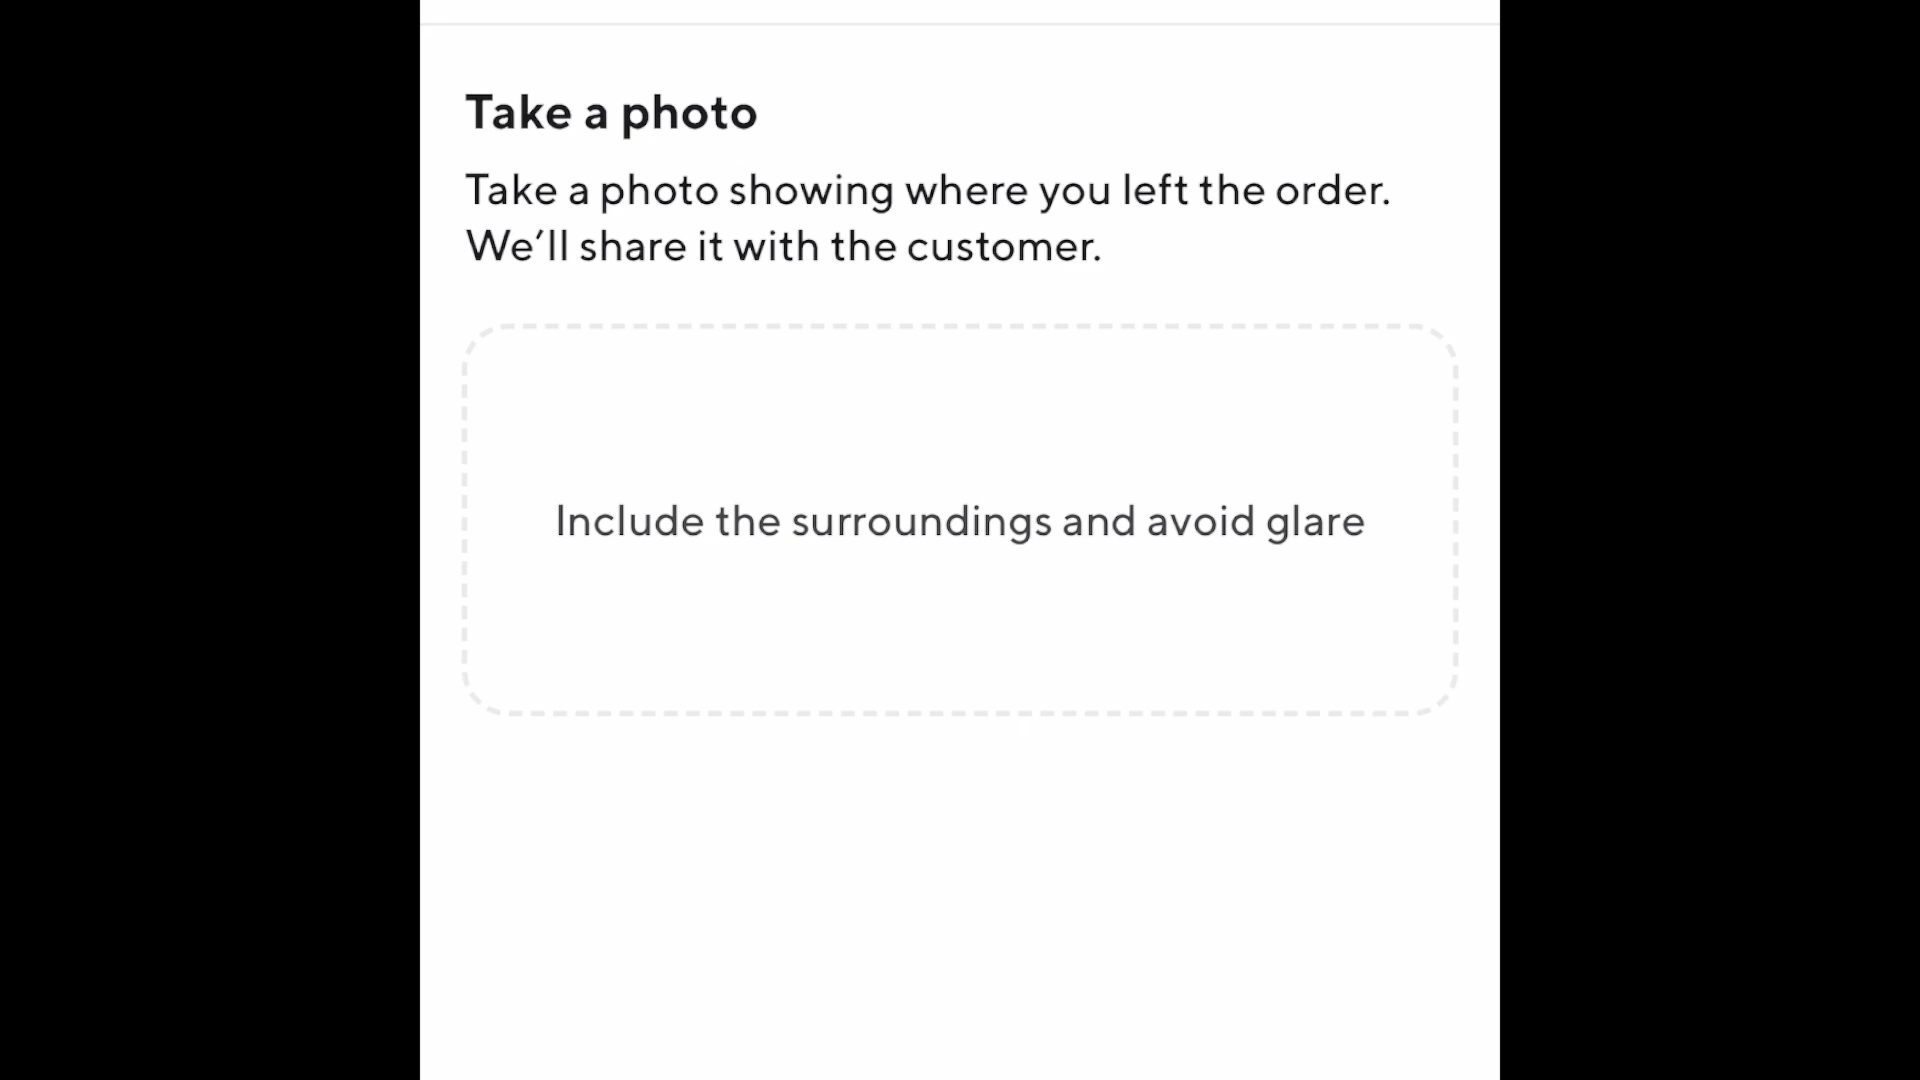 Take a photo
Take a photo showing where you left the order.
We’ll share it with the customer.
Include the surroundings and avoid glare